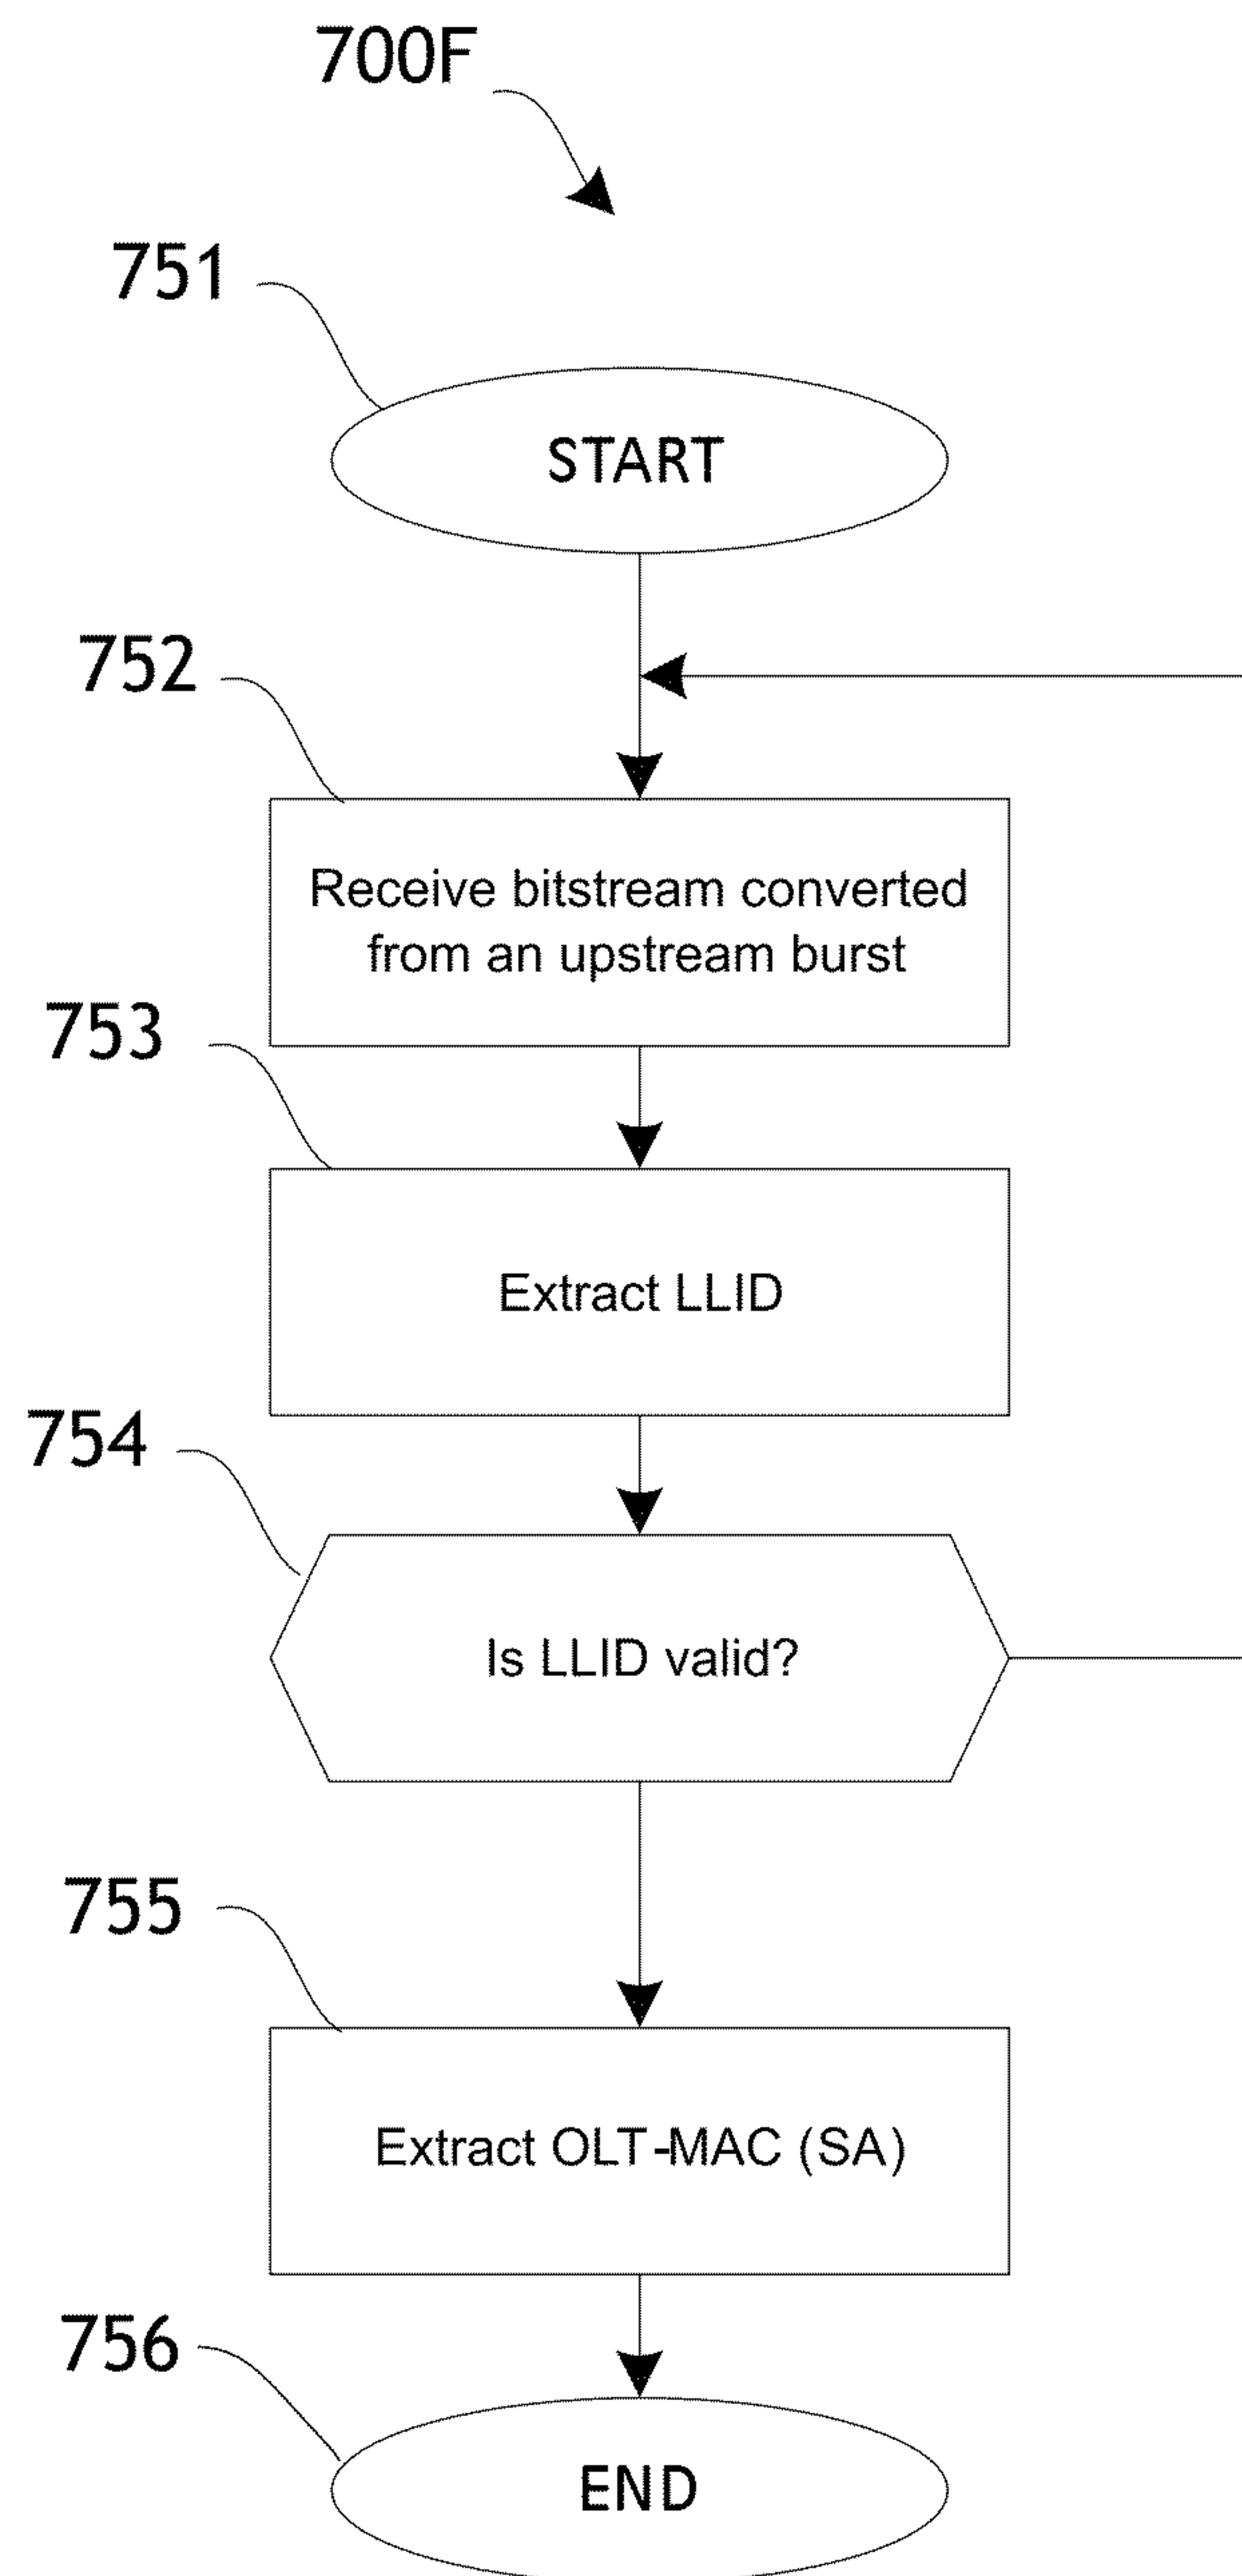 700F
751
START
752
Receive bitstream converted
from an upstream burst
753
Extract LLID
754
Is LLID valid?
755
Extract OLT-MAC (SA)
756
END